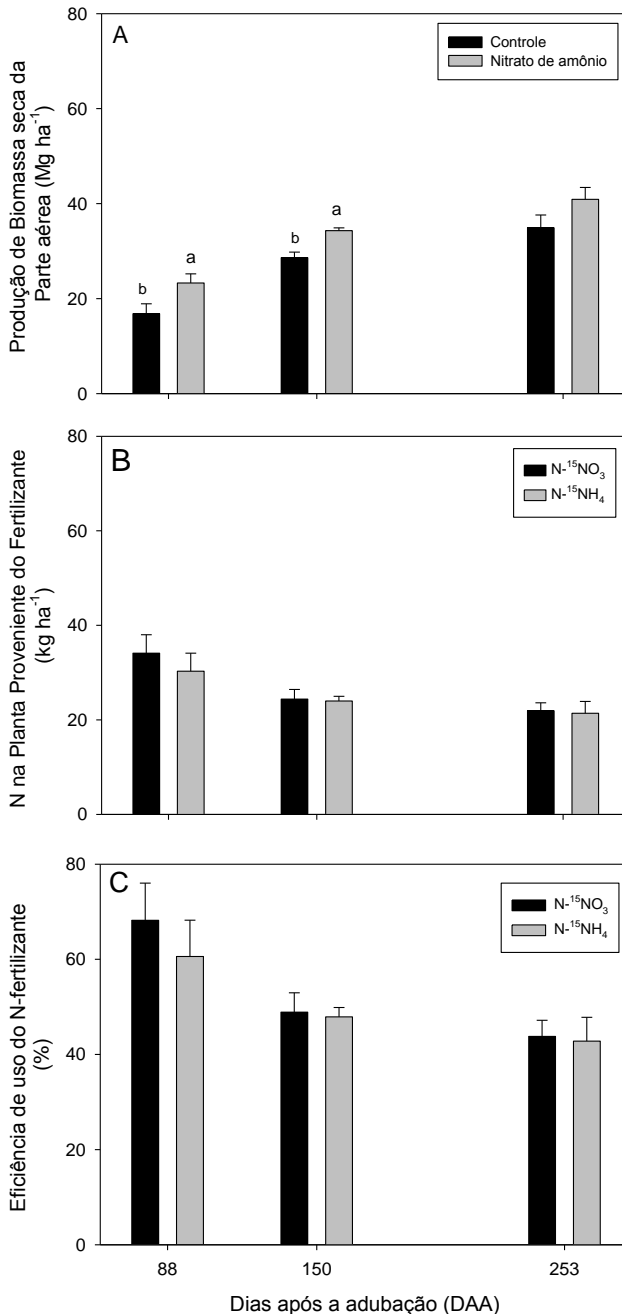 A
Controle
Nitrato de amônio
Produção de Biomassa seca da
Parte aérea (Mg ha⁻¹)
80
60
40
20
0
b
a
b
a
B
N-¹⁵NO₃
N-¹⁵NH₄
N na Planta Proveniente do Fertilizante
(kg ha⁻¹)
80
60
40
20
0
C
N-¹⁵NO₃
N-¹⁵NH₄
Eficiência de uso do N-fertilizante
(%)
80
60
40
20
0
88 150 253
Dias após a adubação (DAA)